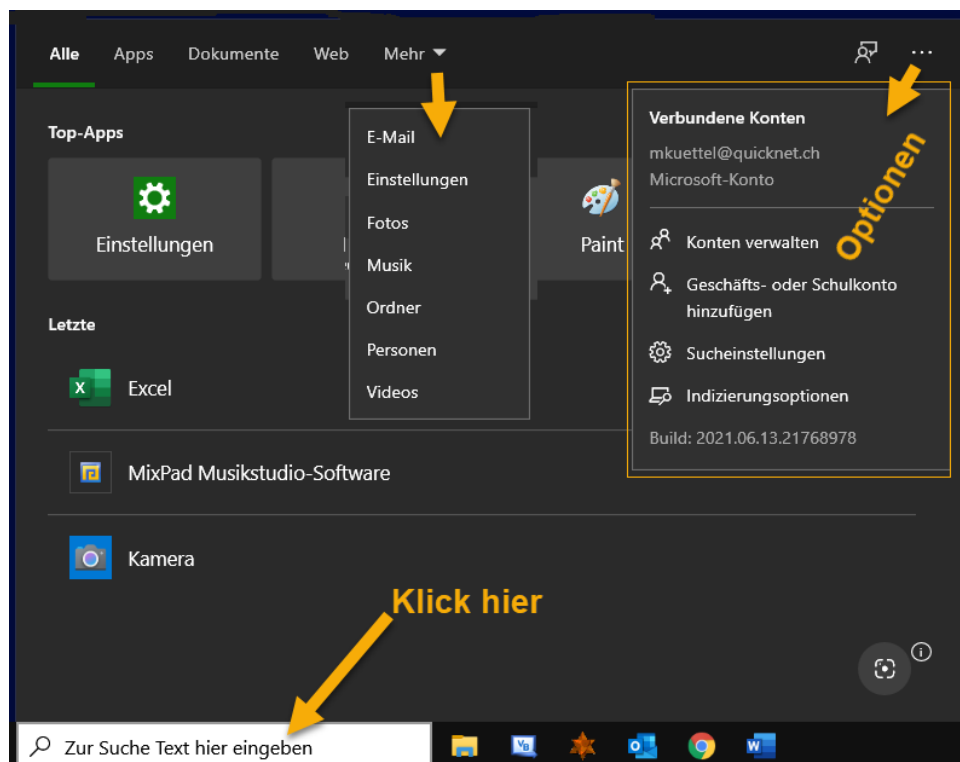 Alle Apps Dokumente Web Mehr
Top-Apps
Einstellungen
Paint
E-Mail
Einstellungen
Fotos
Musik
Ordner
Personen
Videos
Verbundene Konten
mkuettel@quicknet.ch
Microsoft-Konto
Konten verwalten
Geschäfts- oder Schulkonto
hinzufügen
Sucheinstellungen
Indizierungsoptionen
Build: 2021.06.13.21768978
Optionen
Letzte
Excel
MixPad Musikstudio-Software
Kamera
Klick hier
Zur Suche Text hier eingeben